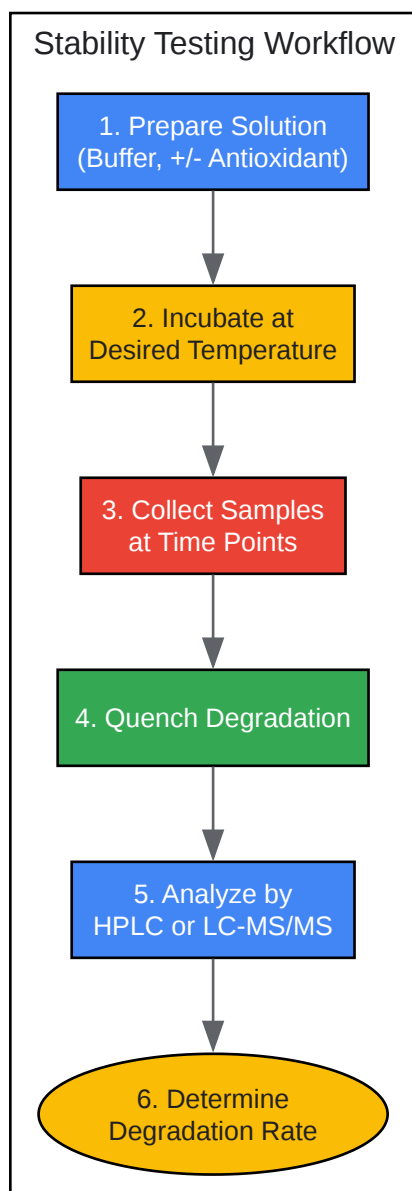 Stability Testing Workflow
1. Prepare Solution
(Buffer, +/- Antioxidant)
2. Incubate at
Desired Temperature
3. Collect Samples
at Time Points
4. Quench Degradation
5. Analyze by
HPLC or LC-MS/MS
6. Determine
Degradation Rate